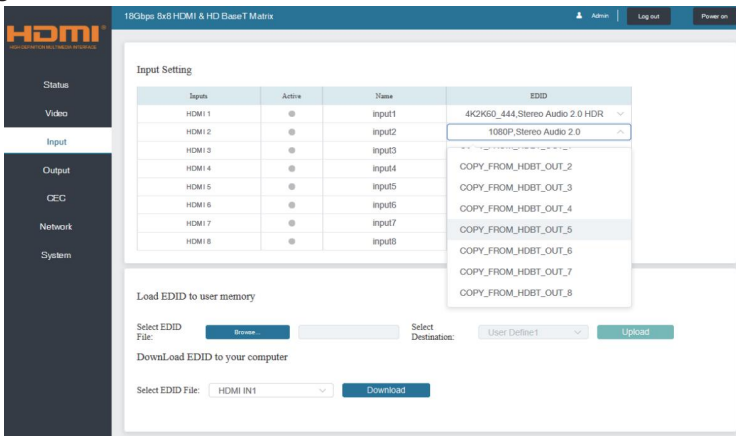 18Gbps 8x8 HDMI & HD BaseT Matrix
Admin
Log out
Power on
HDMI®
HIGH-DEFINITION MULTIMEDIA INTERFACE
Status
Video
Input
Output
CEC
Network
System
Input Setting
Inputs Active Name EDID
HDMI 1 input1 4K2K60_444,Stereo Audio 2.0 HDR
HDMI 2 input2 1080P,Stereo Audio 2.0
HDMI 3 input3
HDMI 4 input4
HDMI 5 input5
HDMI 6 input6
HDMI 7 input7
HDMI 8 input8
COPY_FROM_HDBT_OUT_2
COPY_FROM_HDBT_OUT_3
COPY_FROM_HDBT_OUT_4
COPY_FROM_HDBT_OUT_5
COPY_FROM_HDBT_OUT_6
COPY_FROM_HDBT_OUT_7
COPY_FROM_HDBT_OUT_8
Load EDID to user memory
Select EDID
File:
Browse...
Select
Destination:
User Define1
Upload
DownLoad EDID to your computer
Select EDID File: HDMI IN1 Download